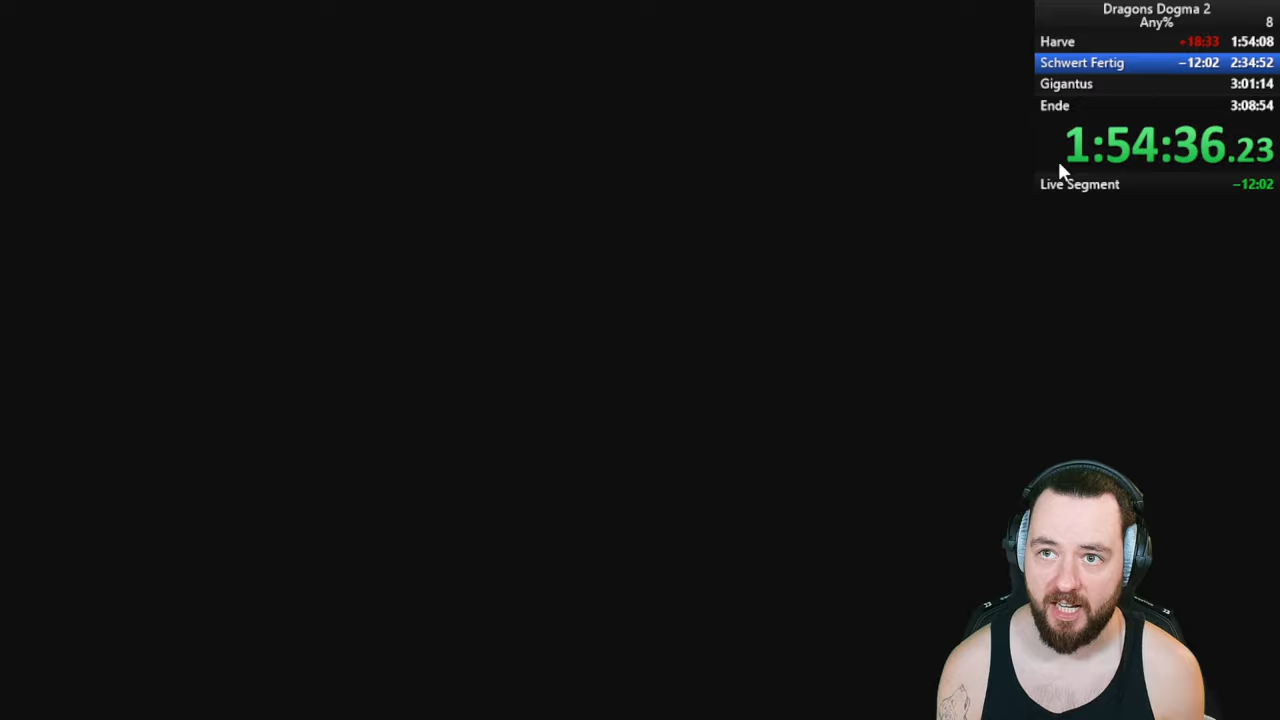 Dragons Dogma 2
Any%
8
Harve +18:33 1:54:08
Schwert Fertig −12:02 2:34:52
Gigantus 3:01:14
Ende 3:08:54
1:54:36.23
Live Segment −12:02